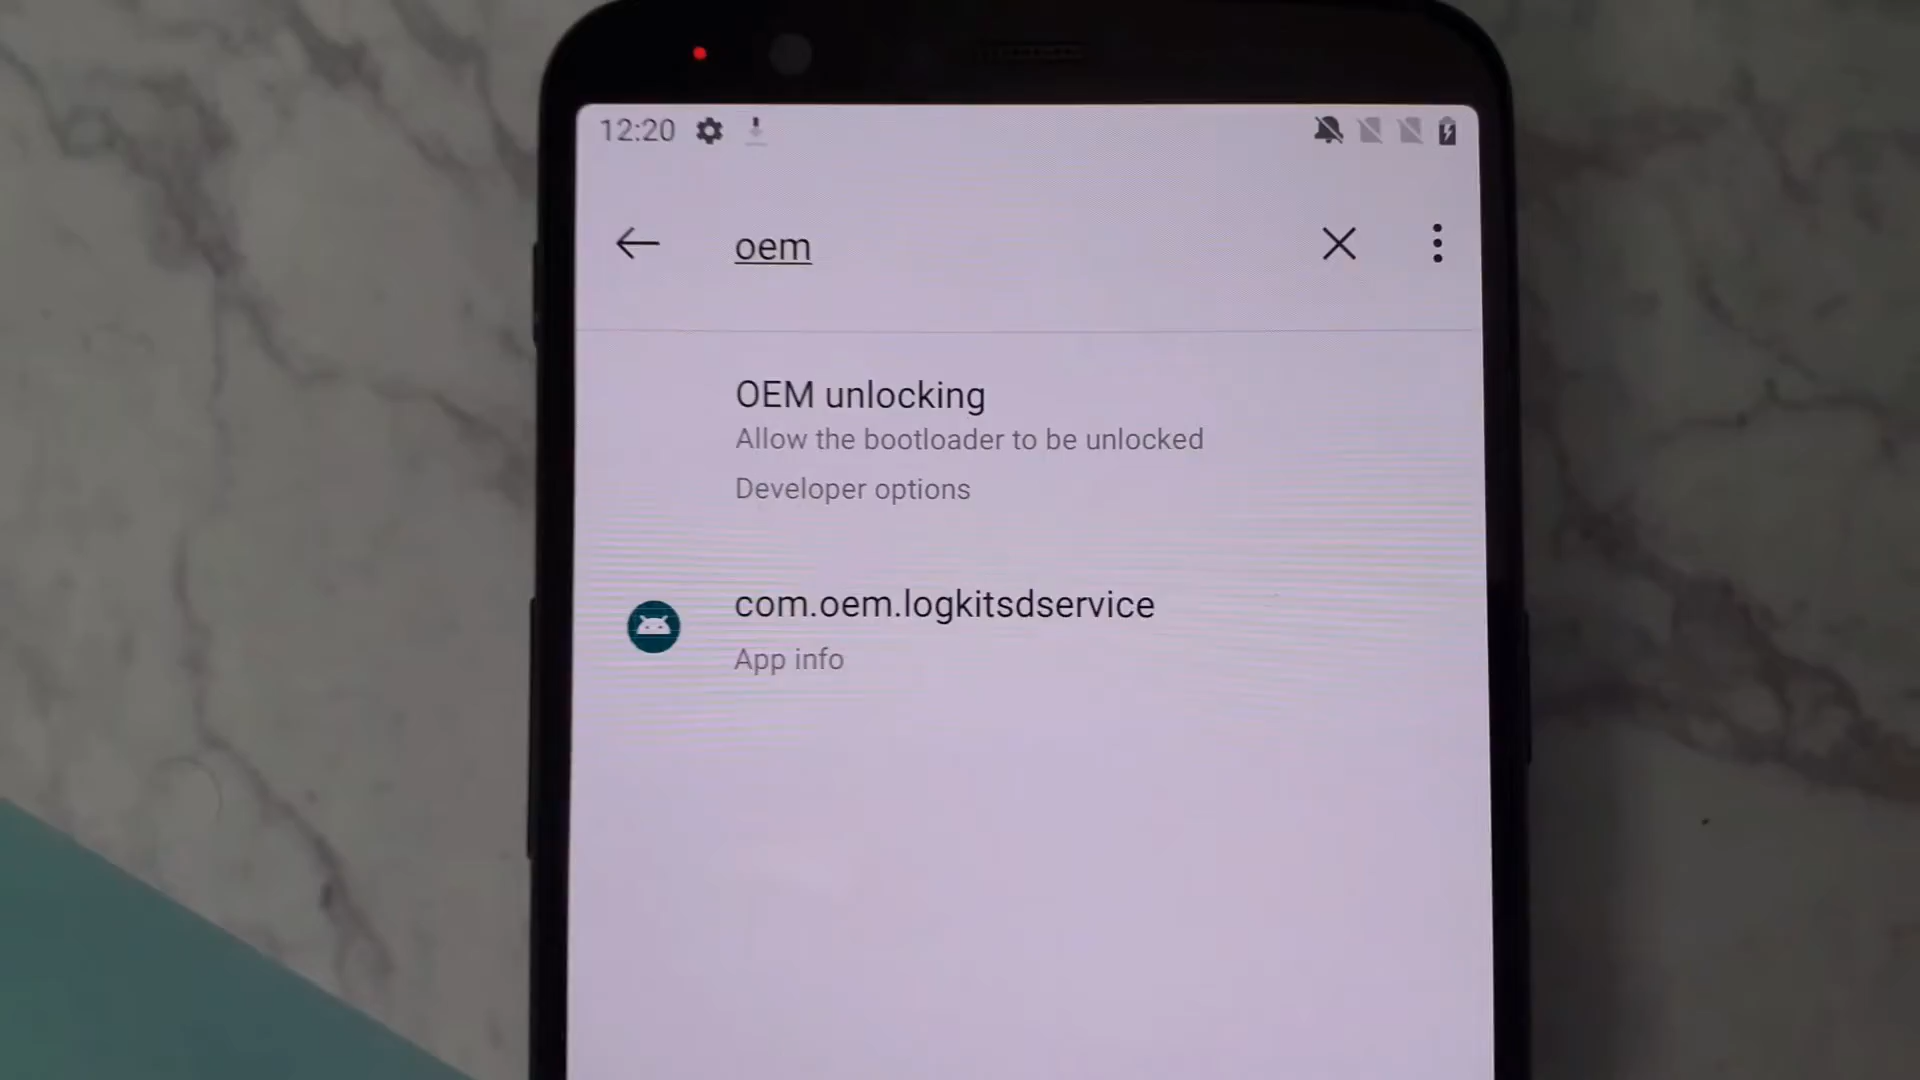 12:20
oem
OEM unlocking
Allow the bootloader to be unlocked
Developer options
com.oem.logkitsdservice
App info